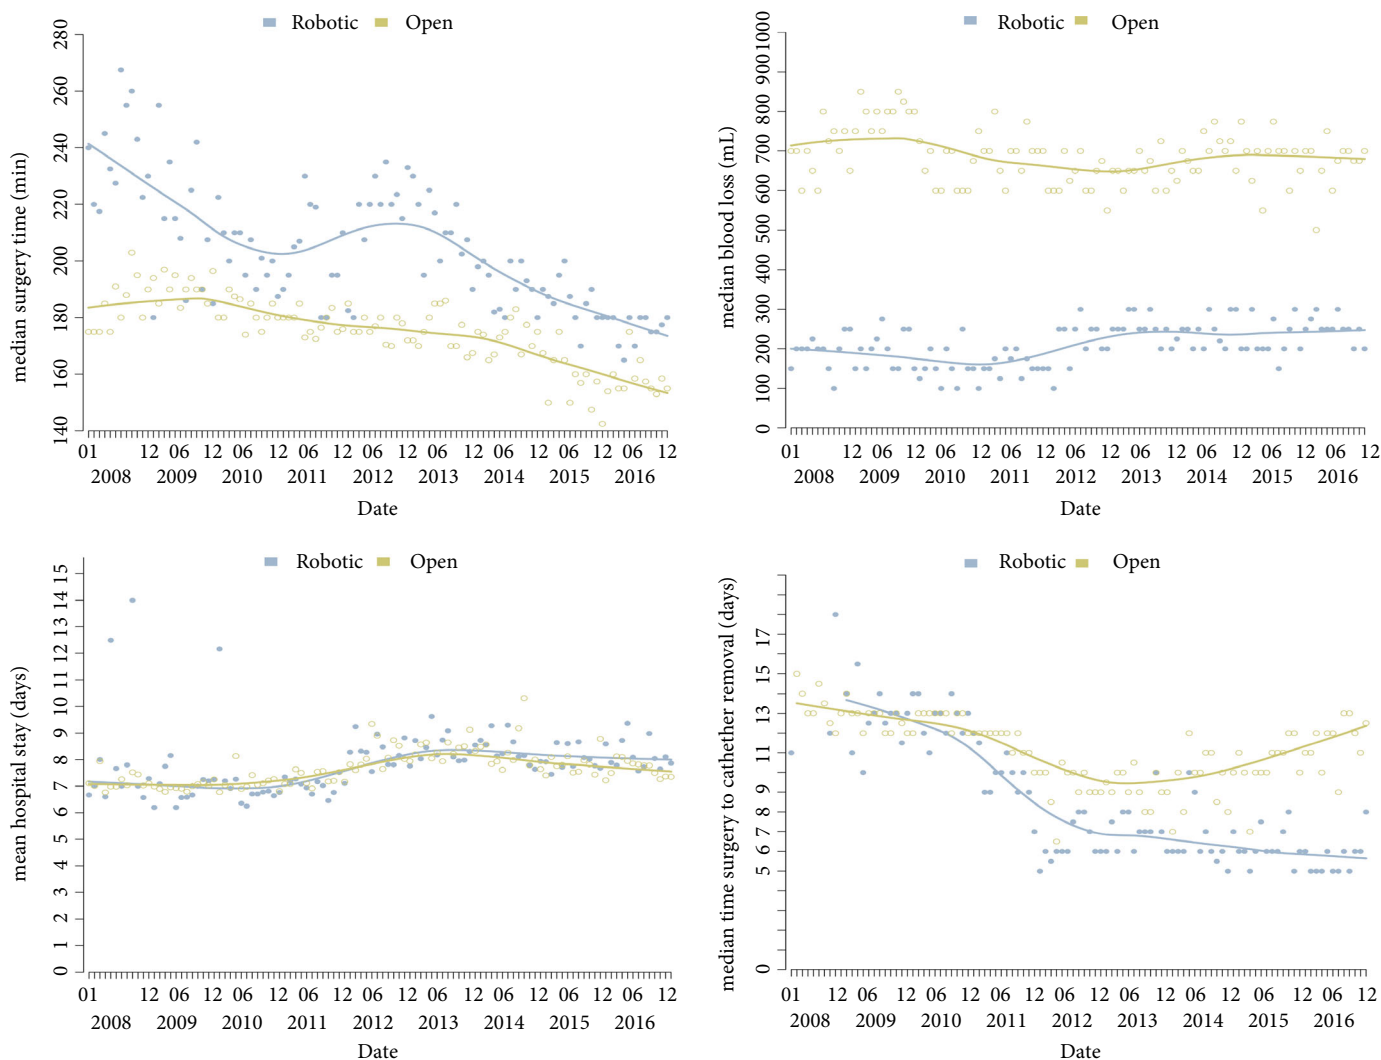 Robotic Open
median surgery time (min)
280
260
240
220
200
180
160
140
01 12 06 12 06 12 06 12 06 12 06 12 06 12 06 12 06 12
2008 2009 2010 2011 2012 2013 2014 2015 2016
Date
Robotic Open
median blood loss (mL)
1000
900
800
700
600
500
400
300
200
100
0
01 12 06 12 06 12 06 12 06 12 06 12 06 12 06 12 06 12
2008 2009 2010 2011 2012 2013 2014 2015 2016
Date
Robotic Open
mean hospital stay (days)
15
14
13
12
11
10
9
8
7
6
5
4
3
2
1
0
01 12 06 12 06 12 06 12 06 12 06 12 06 12 06 12 06 12
2008 2009 2010 2011 2012 2013 2014 2015 2016
Date
Robotic Open
median time surgery to cathether removal (days)
17
15
13
11
9
7
6
5
0
01 12 06 12 06 12 06 12 06 12 06 12 06 12 06 12 06 12
2008 2009 2010 2011 2012 2013 2014 2015 2016
Date